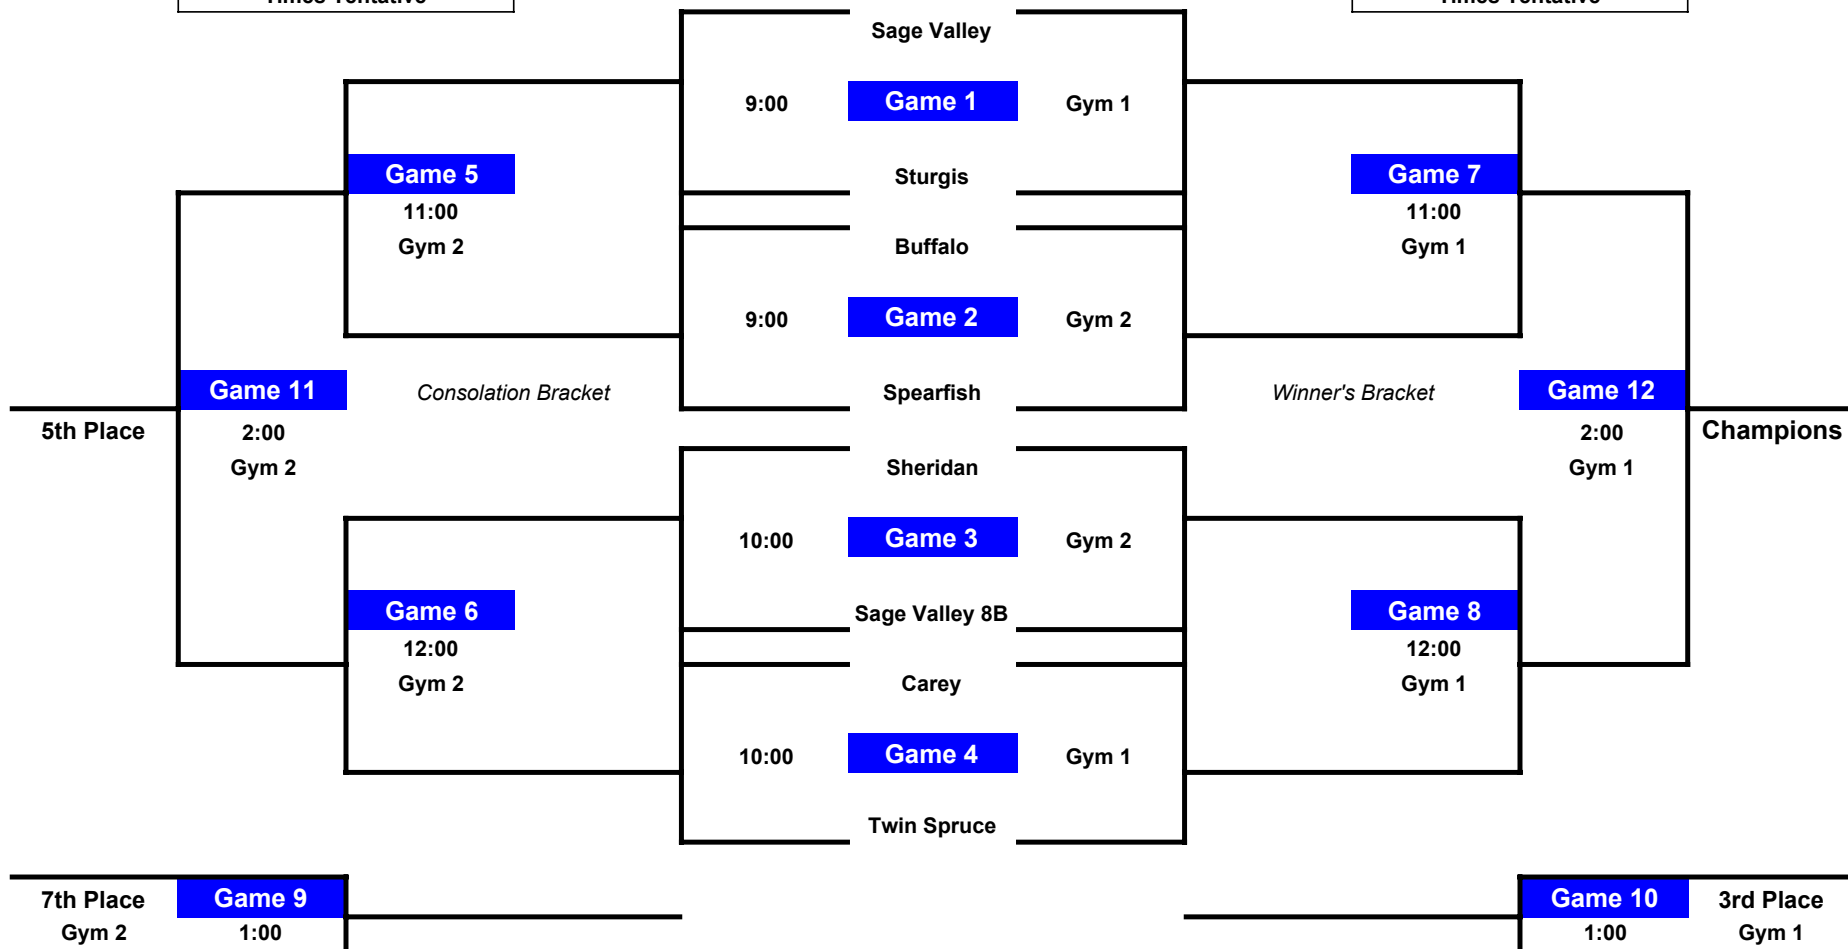 Times Tentative
Times Tentative
Sage Valley
9:00 Game 1 Gym 1
Sturgis
Game 5
11:00
Gym 2
Game 7
11:00
Gym 1
Buffalo
9:00 Game 2 Gym 2
Spearfish
Game 11
2:00
Gym 2
5th Place
Consolation Bracket
Winner's Bracket
Game 12
2:00
Gym 1
Champions
Sheridan
10:00 Game 3 Gym 2
Sage Valley 8B
Game 6
12:00
Gym 2
Game 8
12:00
Gym 1
Carey
10:00 Game 4 Gym 1
Twin Spruce
7th Place Game 9
Gym 2 1:00
Game 10 3rd Place
1:00 Gym 1